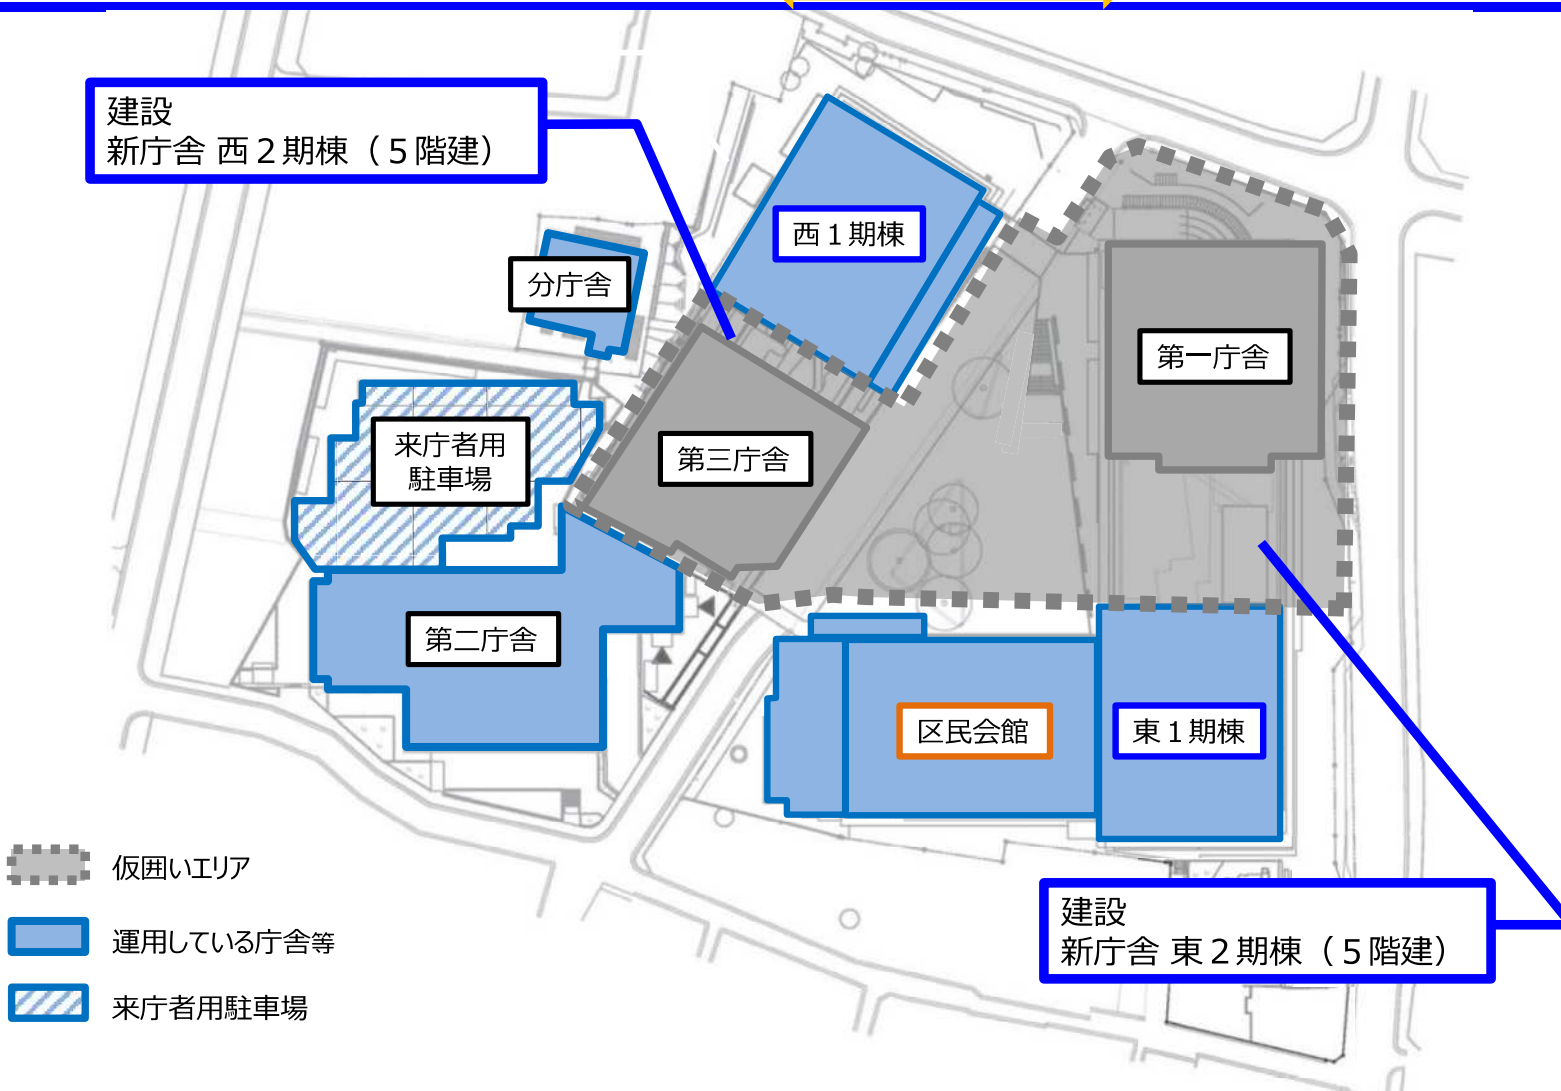 建設
新庁舎 西２期棟（５階建）
西１期棟
分庁舎
第一庁舎
来庁者用
駐車場
第三庁舎
第二庁舎
区民会館
東１期棟
仮囲いエリア
運用している庁舎等
来庁者用駐車場
建設
新庁舎 東２期棟（５階建）